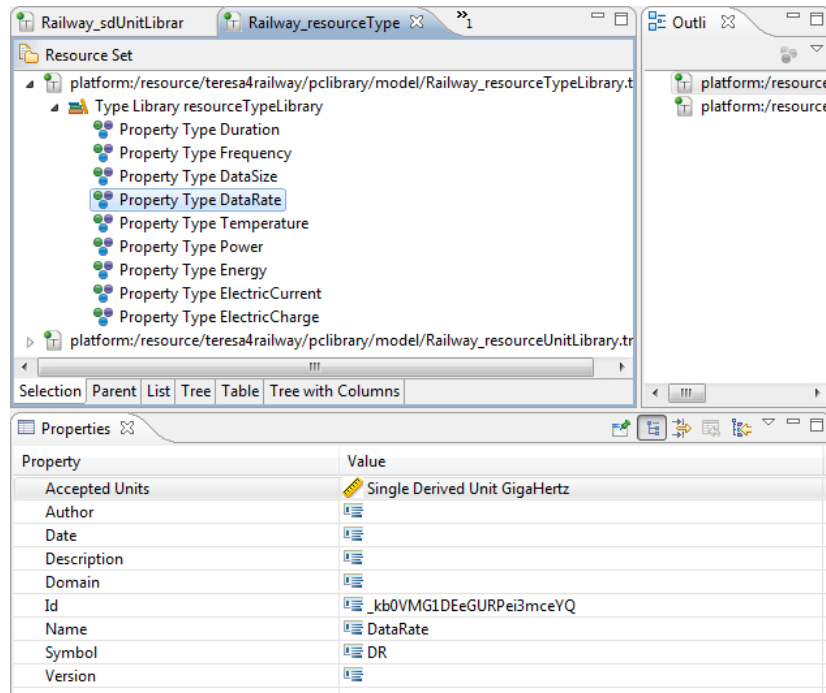 Railway_sdUnitLibrar
Railway_resourceType
»1
Outli
Resource Set
platform:/resource/teresa4railway/pclibrary/model/Railway_resourceTypeLibrary.t
Type Library resourceTypeLibrary
Property Type Duration
Property Type Frequency
Property Type DataSize
Property Type DataRate
Property Type Temperature
Property Type Power
Property Type Energy
Property Type ElectricCurrent
Property Type ElectricCharge
platform:/resource/teresa4railway/pclibrary/model/Railway_resourceUnitLibrary.tr
platform:/resource
platform:/resource
Selection Parent List Tree Table Tree with Columns
Properties
Property Value
Accepted Units Single Derived Unit GigaHertz
Author
Date
Description
Domain
Id _kb0VMG1DEeGURPei3mceYQ
Name DataRate
Symbol DR
Version